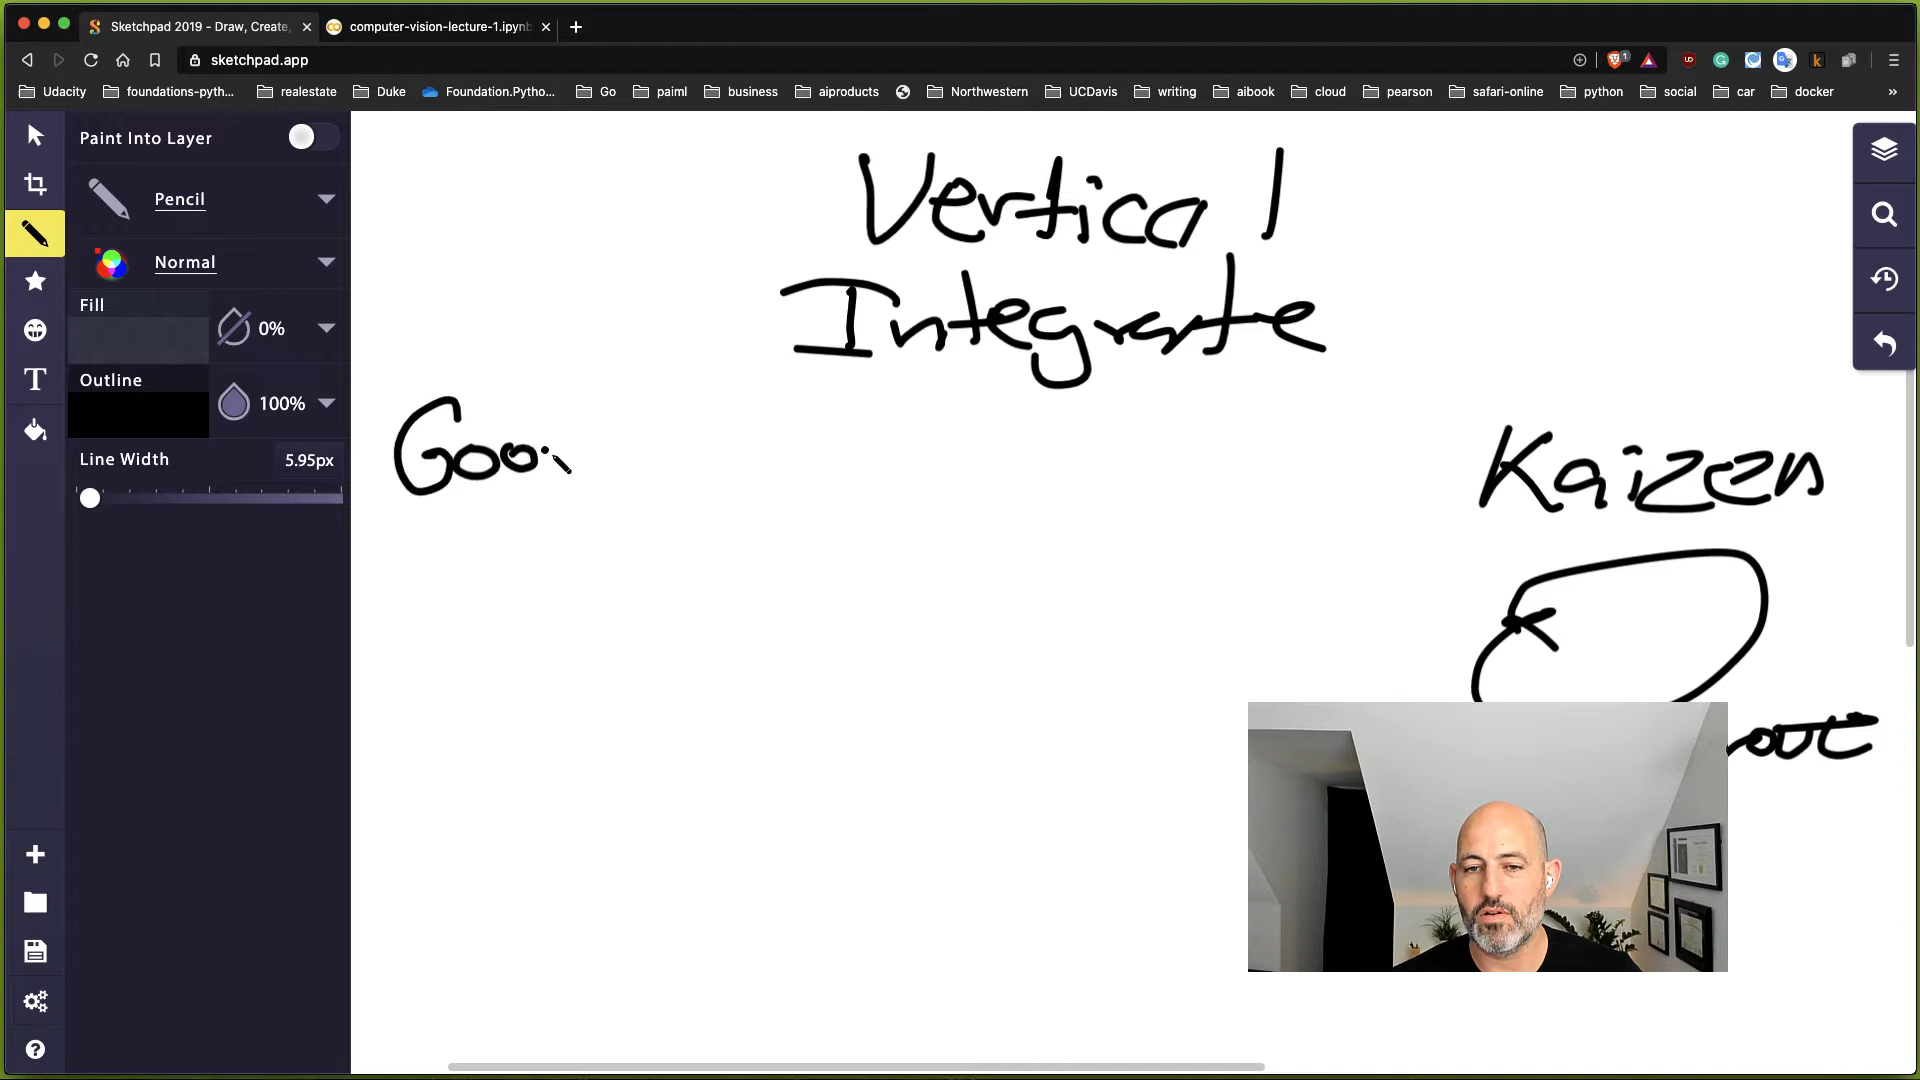 Sketchpad 2019 - Draw, Create,
computer-vision-lecture-1.ipynb
sketchpad.app
1
Udacity
foundations-pyth...
realestate
Duke
Foundation.Pytho...
Go
paiml
business
aiproducts
Northwestern
UCDavis
writing
aibook
cloud
pearson
safari-online
python
social
car
docker
»
Paint Into Layer
Pencil
Normal
Fill
0%
Outline
100%
Line Width
5.95px
Vertical
Integrate
Goo
Kaizen
out